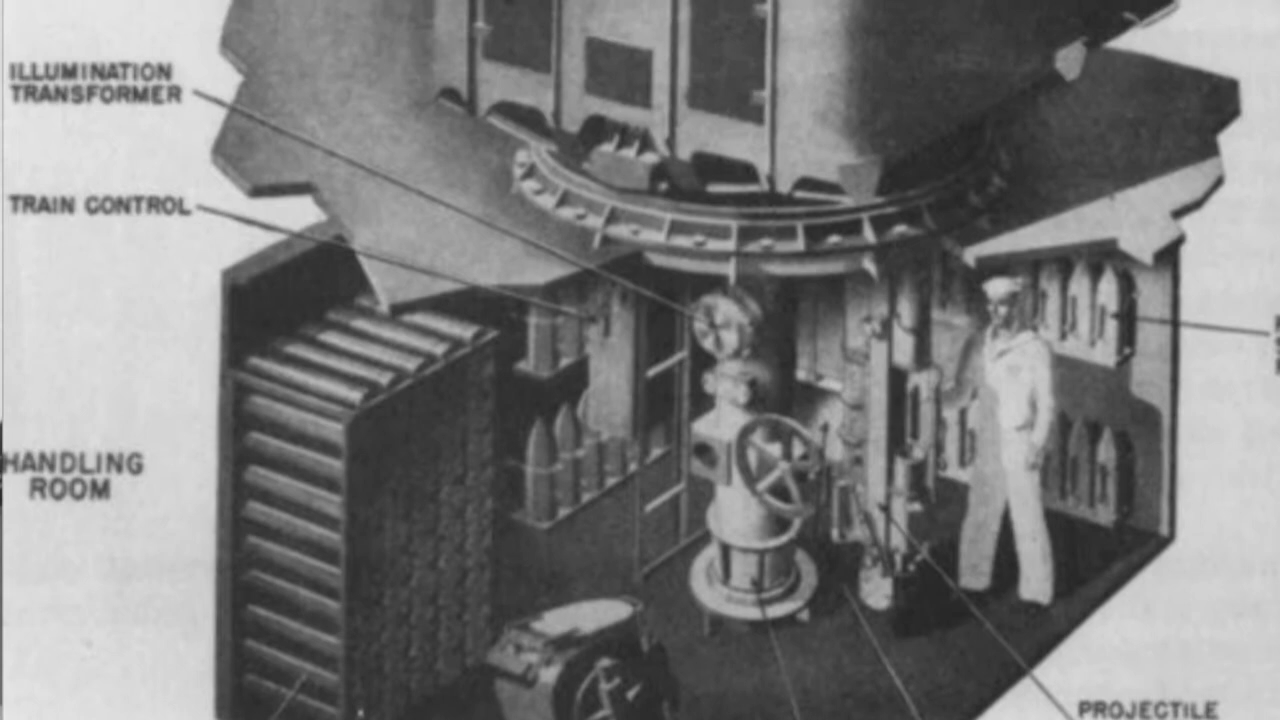 ILLUMINATION
TRANSFORMER
TRAIN CONTROL
HANDLING
ROOM
PROJECTILE